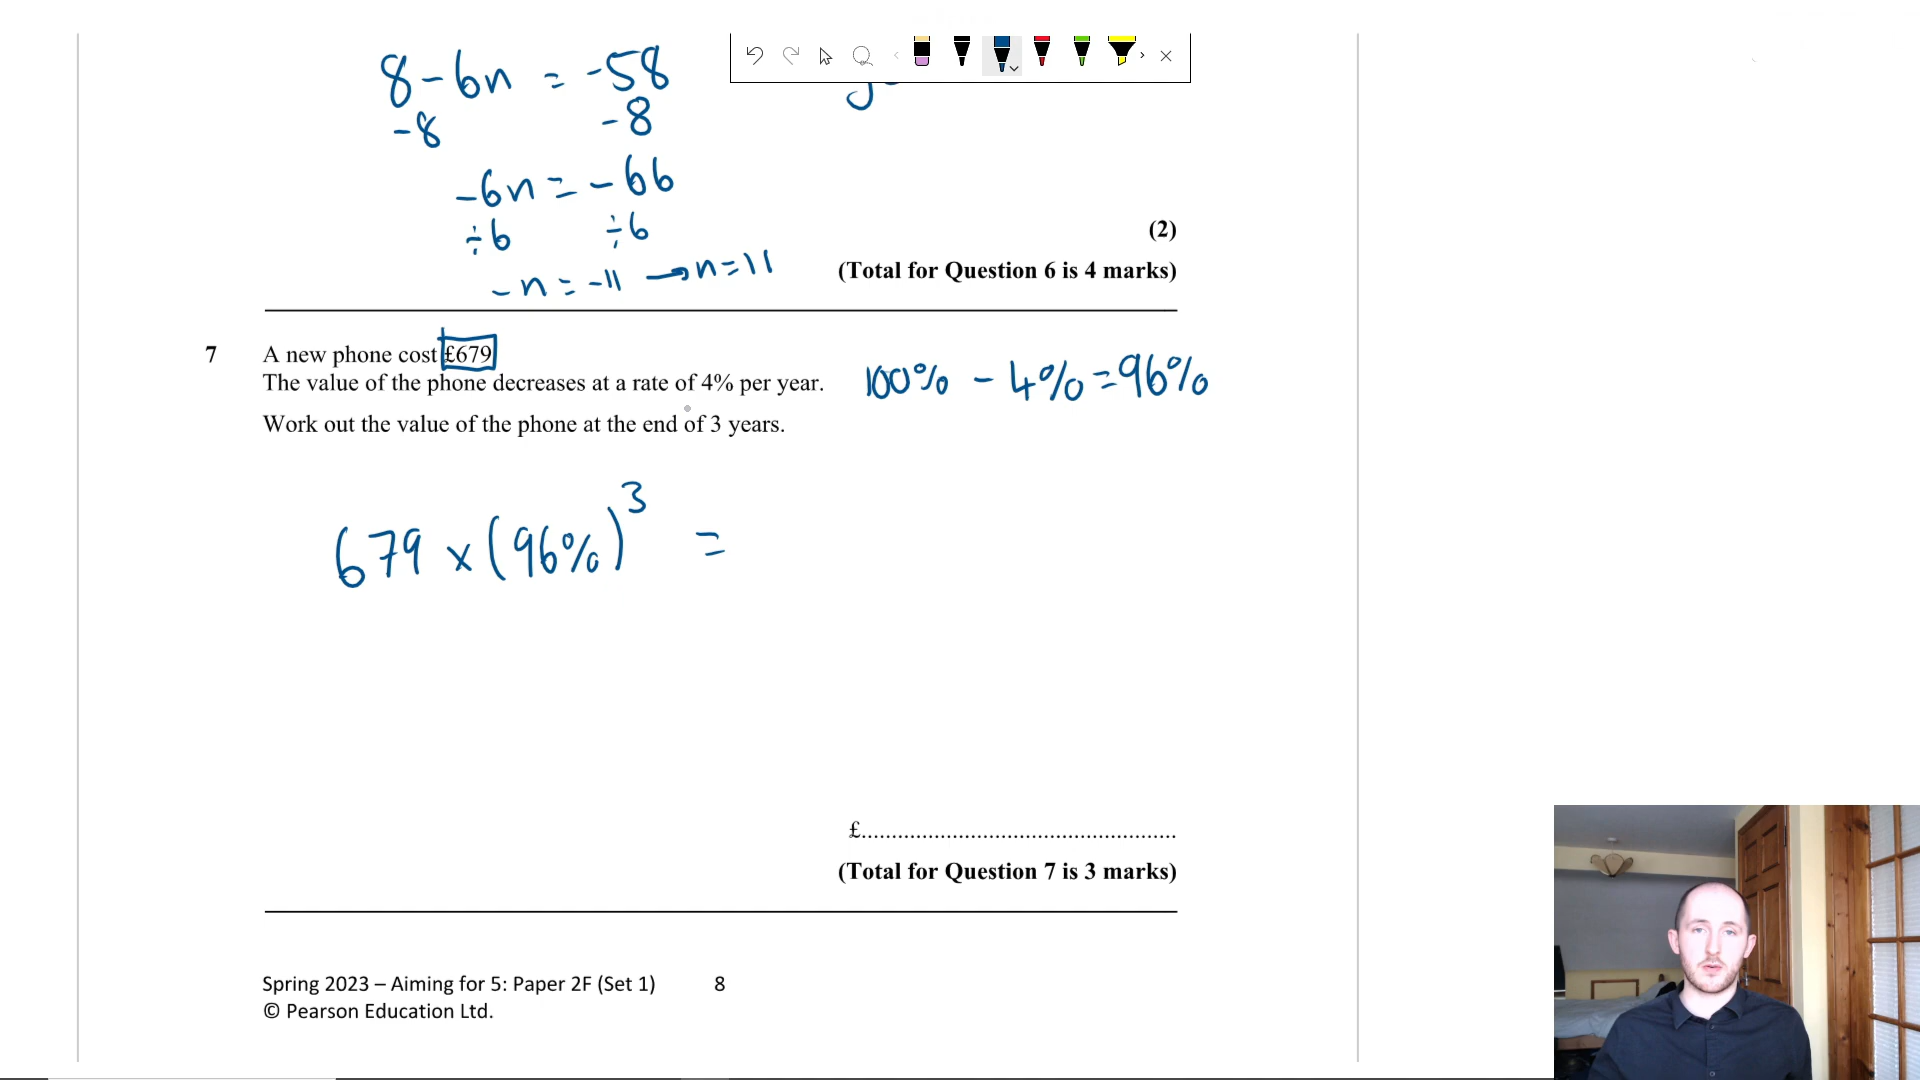 8-6n = -58
-8 -8
-6n = -66
÷6 ÷6
(2)
-n = -11 → n=11
(Total for Question 6 is 4 marks)
7 A new phone cost £679
The value of the phone decreases at a rate of 4% per year.
100% - 4% = 96%
Work out the value of the phone at the end of 3 years.
679 x (96%)³ =
£....................................................
(Total for Question 7 is 3 marks)
Spring 2023 – Aiming for 5: Paper 2F (Set 1) 8
© Pearson Education Ltd.